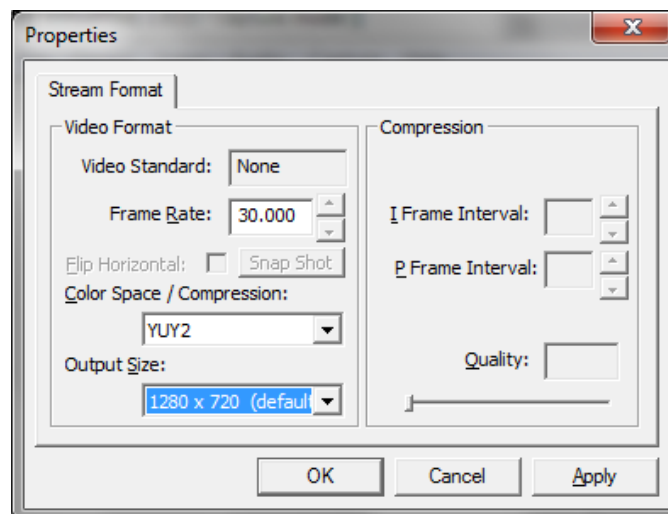 Properties
X
Stream Format
Video Format
Compression
Video Standard: None
Frame Rate: 30.000
I Frame Interval:
Flip Horizontal: Snap Shot
P Frame Interval:
Color Space / Compression:
YUY2
Output Size:
Quality:
1280 x 720 (default
OK Cancel Apply